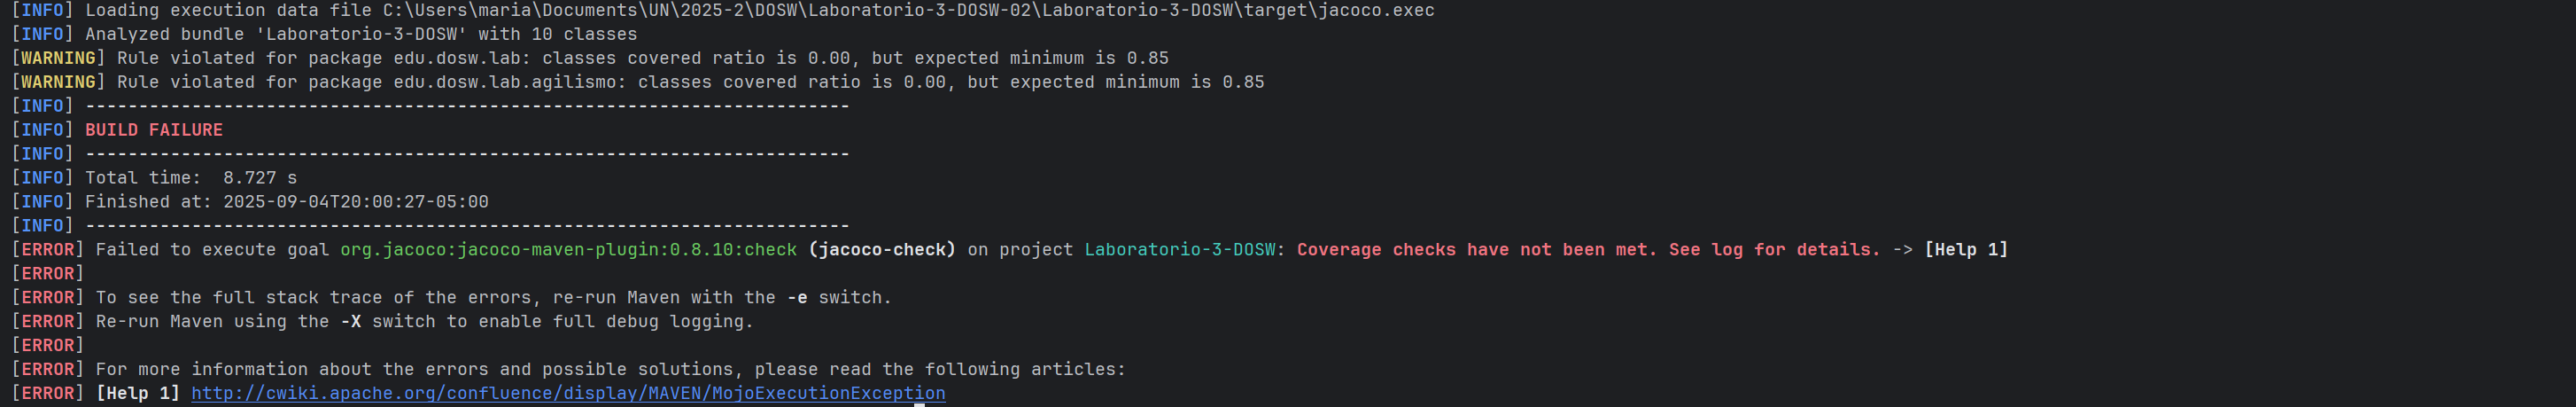 [INFO] Loading execution data file C:\Users\maria\Documents\UN\2025-2\DOSW\Laboratorio-3-DOSW-02\Laboratorio-3-DOSW\target\jacoco.exec
[INFO] Analyzed bundle 'Laboratorio-3-DOSW' with 10 classes
[WARNING] Rule violated for package edu.dosw.lab: classes covered ratio is 0.00, but expected minimum is 0.85
[WARNING] Rule violated for package edu.dosw.lab.agilismo: classes covered ratio is 0.00, but expected minimum is 0.85
[INFO] ------------------------------------------------------------------------
[INFO] BUILD FAILURE
[INFO] ------------------------------------------------------------------------
[INFO] Total time:  8.727 s
[INFO] Finished at: 2025-09-04T20:00:27-05:00
[INFO] ------------------------------------------------------------------------
[ERROR] Failed to execute goal org.jacoco:jacoco-maven-plugin:0.8.10:check (jacoco-check) on project Laboratorio-3-DOSW: Coverage checks have not been met. See log for details. -> [Help 1]
[ERROR]
[ERROR] To see the full stack trace of the errors, re-run Maven with the -e switch.
[ERROR] Re-run Maven using the -X switch to enable full debug logging.
[ERROR]
[ERROR] For more information about the errors and possible solutions, please read the following articles:
[ERROR] [Help 1] http://cwiki.apache.org/confluence/display/MAVEN/MojoExecutionException